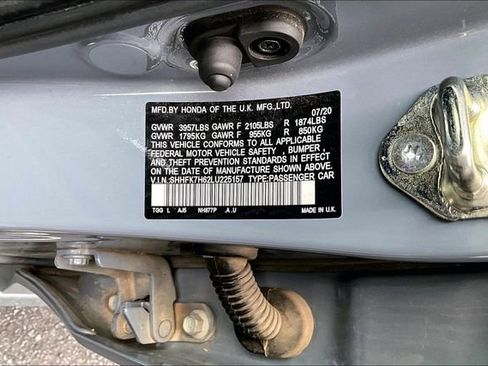 MFD.BY HONDA OF THE U.K. MFG.,LTD. 07/20
GVWR 3957LBS GAWR F 2105LBS R 1874LBS
GVWR 1795KG GAWR F 955KG R 850KG
THIS VEHICLE CONFORMS TO ALL APPLICABLE
FEDERAL MOTOR VEHICLE SAFETY , BUMPER ,
AND THEFT PREVENTION STANDARDS IN EFFECT
ON THE DATE OF MANUFACTURE SHOWN ABOVE.
V.I.N:SHHFK7H62LU225157 TYPE:PASSENGER CAR
TGG L AJ5 NH877P .A .U MADE IN U.K.